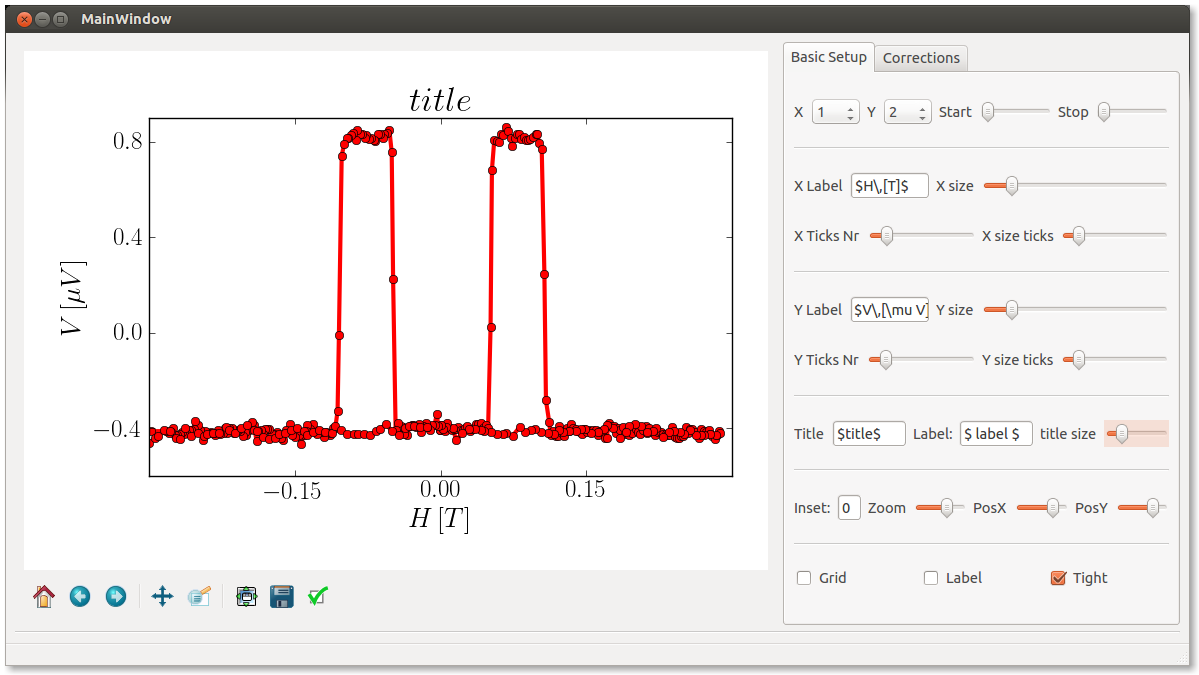 MainWindow
title
0.8
0.4
0.0
−0.4
V [μV]
−0.15 0.00 0.15
H [T]
Basic Setup Corrections
X 1 Y 2 Start Stop
X Label $H\,[T]$ X size
X Ticks Nr X size ticks
Y Label $V\,[\mu V] Y size
Y Ticks Nr Y size ticks
Title $title$ Label: $ label $ title size
Inset: 0 Zoom PosX PosY
Grid Label Tight